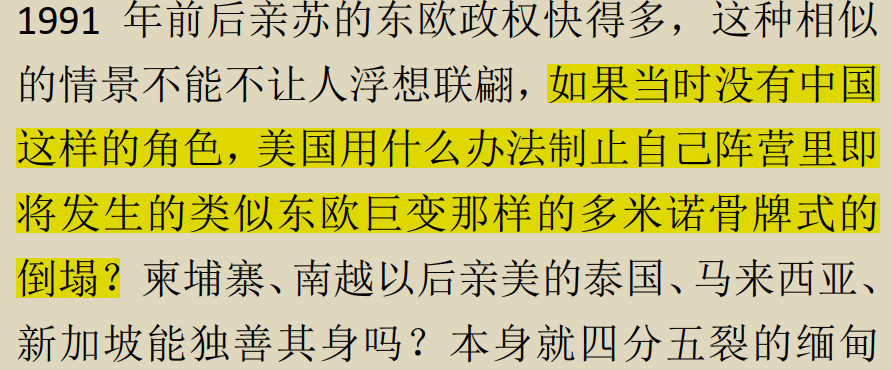 1991 年前后亲苏的东欧政权快得多，这种相似
的情景不能不让人浮想联翩，如果当时没有中国
这样的角色，美国用什么办法制止自己阵营里即
将发生的类似东欧巨变那样的多米诺骨牌式的
倒塌？柬埔寨、南越以后亲美的泰国、马来西亚、
新加坡能独善其身吗？本身就四分五裂的缅甸